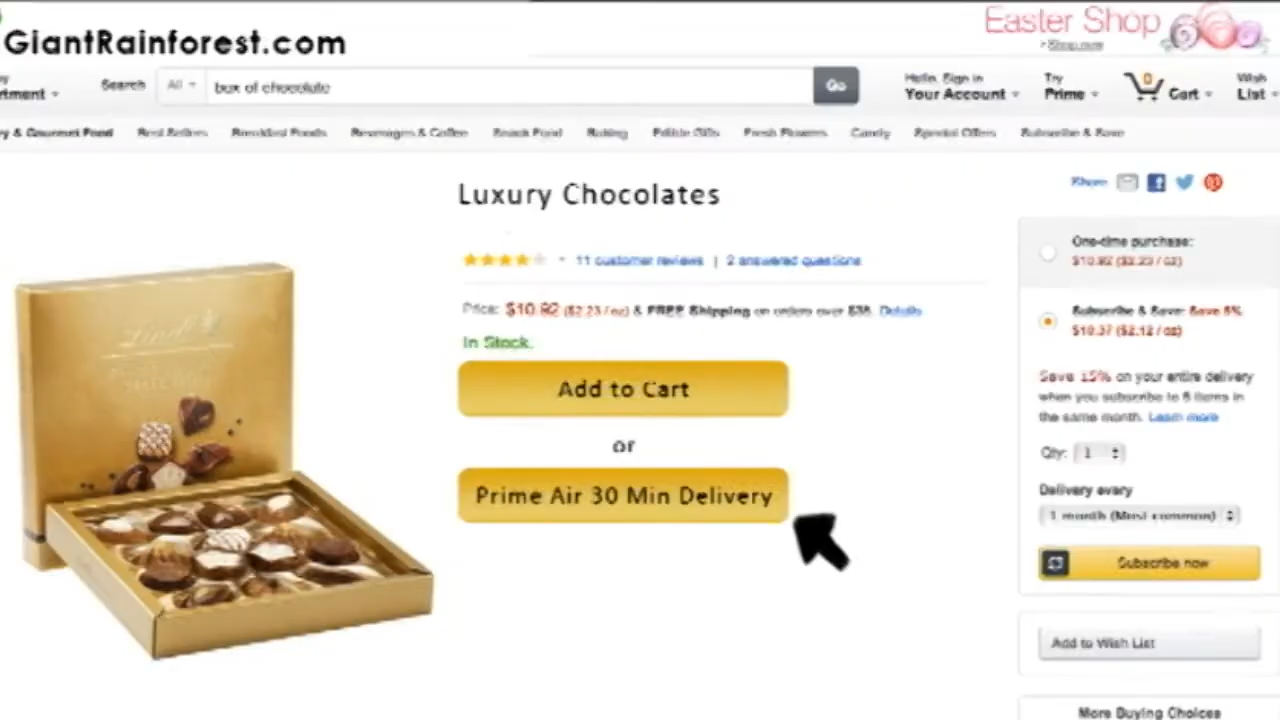 Easter Shop
GiantRainforest.com
› Shop now
rtment
Search All box of chocolate Go
Hello. Sign in
Your Account
Try
Prime
0
Cart
Wish
List
y & Gourmet Food Best Sellers Breakfast Foods Beverages & Coffee Snack Food Baking Edible Gifts Fresh Flowers Candy Special Offers Subscribe & Save
Luxury Chocolates
11 customer reviews | 2 answered questions
Price: $10.92 ($2.23 / oz) & FREE Shipping on orders over $35. Details
In Stock.
Add to Cart
or
Prime Air 30 Min Delivery
Lindt
Share
One-time purchase:
$10.92 ($2.23 / oz)
Subscribe & Save: Save 5%
$10.37 ($2.12 / oz)
Save 15% on your entire delivery
when you subscribe to 5 items in
the same month. Learn more
Qty: 1
Delivery every
1 month (Most common)
Subscribe now
Add to Wish List
More Buying Choices